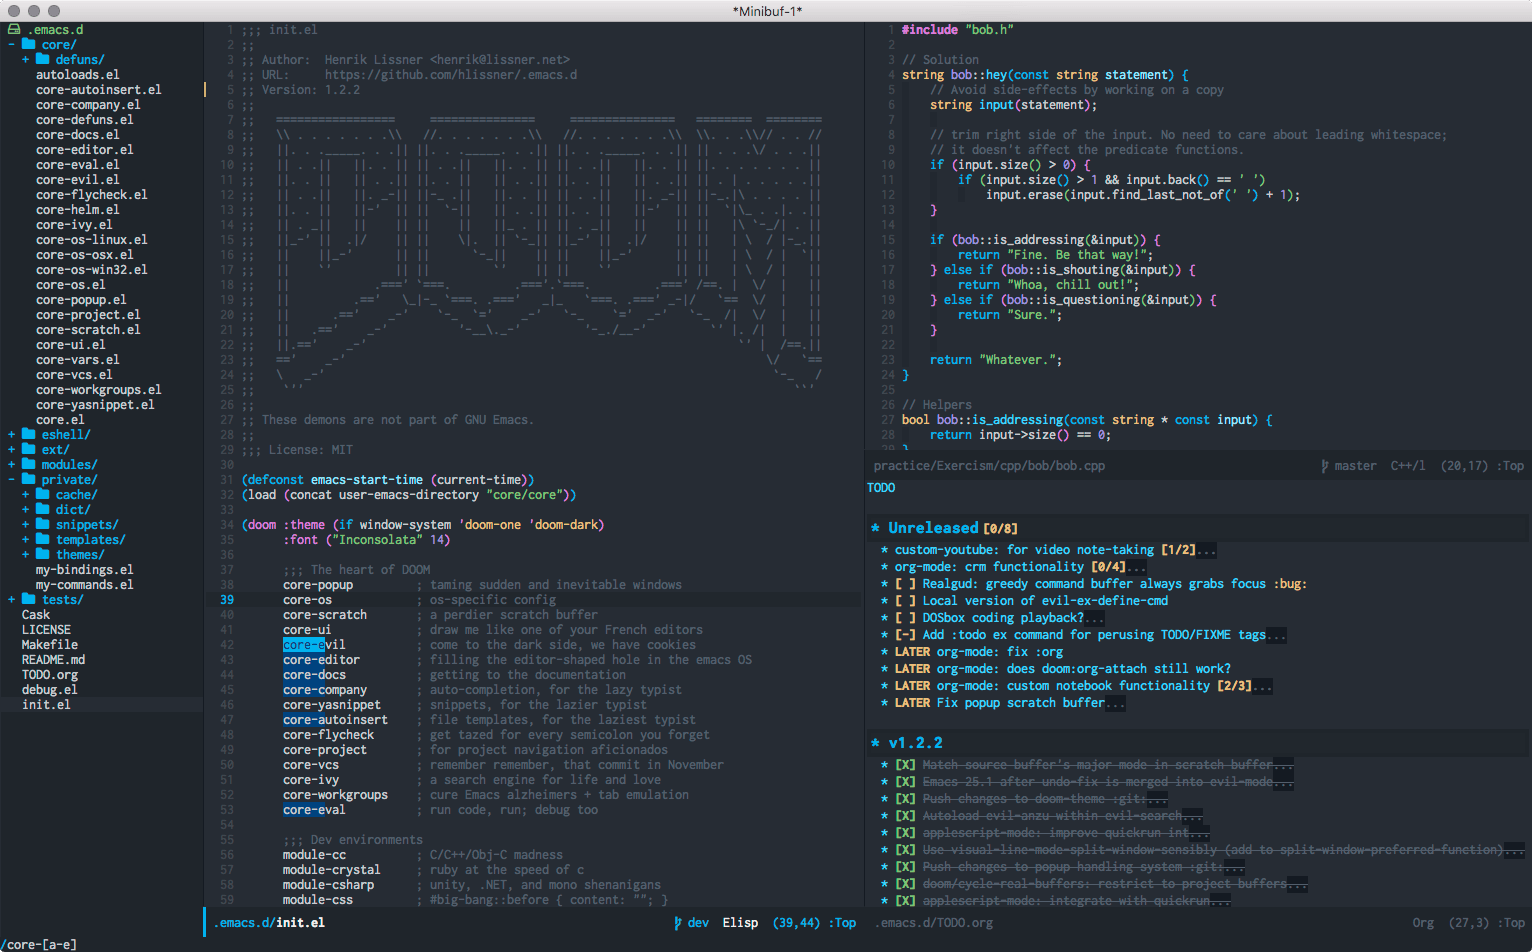 *Minibuf-1*
.emacs.d
- core/
+ defuns/
autoloads.el
core-autoinsert.el
core-company.el
core-defuns.el
core-docs.el
core-editor.el
core-eval.el
core-evil.el
core-flycheck.el
core-helm.el
core-ivy.el
core-os-linux.el
core-os-osx.el
core-os-win32.el
core-os.el
core-popup.el
core-project.el
core-scratch.el
core-ui.el
core-vars.el
core-vcs.el
core-workgroups.el
core-yasnippet.el
core.el
+ eshell/
+ ext/
+ modules/
- private/
+ cache/
+ dict/
+ snippets/
+ templates/
+ themes/
my-bindings.el
my-commands.el
+ tests/
Cask
LICENSE
Makefile
README.md
TODO.org
debug.el
init.el
1 ;;; init.el
2 ;;
3 ;; Author:  Henrik Lissner <henrik@lissner.net>
4 ;; URL:     https://github.com/hlissner/.emacs.d
5 ;; Version: 1.2.2
6 ;;
26 ;;
27 ;; These demons are not part of GNU Emacs.
28 ;;
29 ;;; License: MIT
30
31 (defconst emacs-start-time (current-time))
32 (load (concat user-emacs-directory "core/core"))
33
34 (doom :theme (if window-system 'doom-one 'doom-dark)
35       :font ("Inconsolata" 14)
36
37       ;;; The heart of DOOM
38       core-popup         ; taming sudden and inevitable windows
39       core-os            ; os-specific config
40       core-scratch       ; a perdier scratch buffer
41       core-ui            ; draw me like one of your French editors
42       core-evil          ; come to the dark side, we have cookies
43       core-editor        ; filling the editor-shaped hole in the emacs OS
44       core-docs          ; getting to the documentation
45       core-company       ; auto-completion, for the lazy typist
46       core-yasnippet     ; snippets, for the lazier typist
47       core-autoinsert    ; file templates, for the laziest typist
48       core-flycheck      ; get tazed for every semicolon you forget
49       core-project       ; for project navigation aficionados
50       core-vcs           ; remember remember, that commit in November
51       core-ivy           ; a search engine for life and love
52       core-workgroups    ; cure Emacs alzheimers + tab emulation
53       core-eval          ; run code, run; debug too
54
55       ;;; Dev environments
56       module-cc          ; C/C++/Obj-C madness
57       module-crystal     ; ruby at the speed of c
58       module-csharp      ; unity, .NET, and mono shenanigans
59       module-css         ; #big-bang::before { content: ""; }
.emacs.d/init.el dev Elisp (39,44) :Top
/core-[a-e]
1 #include "bob.h"
2
3 // Solution
4 string bob::hey(const string statement) {
5     // Avoid side-effects by working on a copy
6     string input(statement);
7
8     // trim right side of the input. No need to care about leading whitespace;
9     // it doesn't affect the predicate functions.
10     if (input.size() > 0) {
11         if (input.size() > 1 && input.back() == ' ')
12             input.erase(input.find_last_not_of(' ') + 1);
13     }
14
15     if (bob::is_addressing(&input)) {
16         return "Fine. Be that way!";
17     } else if (bob::is_shouting(&input)) {
18         return "Whoa, chill out!";
19     } else if (bob::is_questioning(&input)) {
20         return "Sure.";
21     }
22
23     return "Whatever.";
24 }
25
26 // Helpers
27 bool bob::is_addressing(const string * const input) {
28     return input->size() == 0;
29 }
practice/Exercism/cpp/bob/bob.cpp master C++/l (20,17) :Top
TODO
* Unreleased [0/8]
* custom-youtube: for video note-taking [1/2]...
* org-mode: crm functionality [0/4]...
* [ ] Realgud: greedy command buffer always grabs focus :bug:
* [ ] Local version of evil-ex-define-cmd
* [ ] DOSbox coding playback?...
* [-] Add :todo ex command for perusing TODO/FIXME tags...
* LATER org-mode: fix :org
* LATER org-mode: does doom:org-attach still work?
* LATER org-mode: custom notebook functionality [2/3]...
* LATER Fix popup scratch buffer...
* v1.2.2
* [X] Match source buffer's major mode in scratch buffer...
* [X] Emacs 25.1 after undo-fix is merged into evil-mode...
* [X] Push changes to doom-theme :git:...
* [X] Autoload evil-anzu within evil-search...
* [X] applescript-mode: improve quickrun int...
* [X] Use visual-line-mode-split-window-sensibly (add to split-window-preferred-function)...
* [X] Push changes to popup handling system :git:...
* [X] doom/cycle-real-buffers: restrict to project buffers...
* [X] applescript-mode: integrate with quickrun...
.emacs.d/TODO.org Org (27,3) :Top